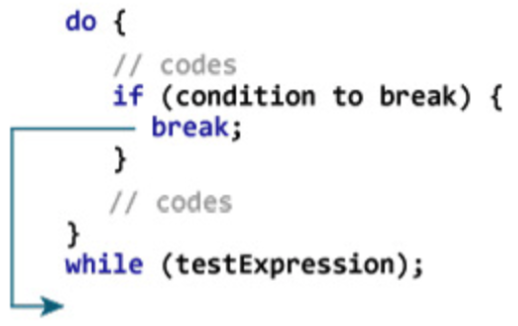 do {
// codes
if (condition to break) {
break;
}
// codes
}
while (testExpression);